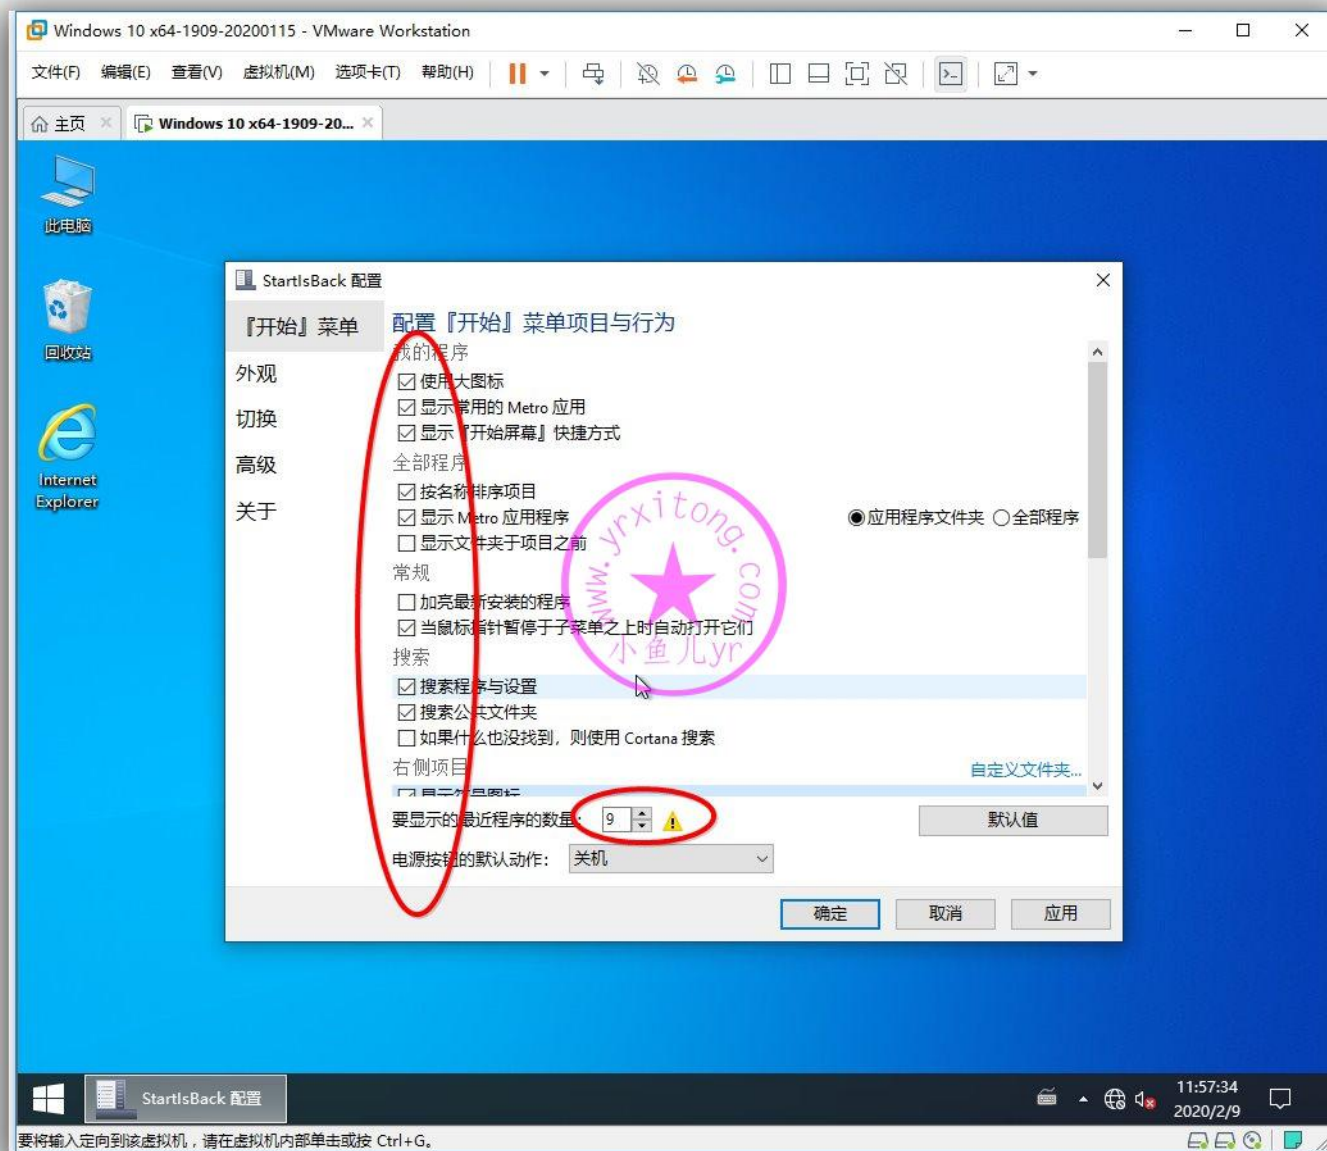 Windows 10 x64-1909-20200115 - VMware Workstation
文件(F) 编辑(E) 查看(V) 虚拟机(M) 选项卡(T) 帮助(H)
主页 Windows 10 x64-1909-20...
此电脑
回收站
Internet
Explorer
StartIsBack 配置
『开始』菜单
外观
切换
高级
关于
配置『开始』菜单项目与行为
我的程序
使用大图标
显示常用的 Metro 应用
显示『开始屏幕』快捷方式
全部程序
按名称排序项目
显示 Metro 应用程序 应用程序文件夹 全部程序
显示文件夹于项目之前
常规
加亮最新安装的程序
当鼠标指针暂停于子菜单之上时自动打开它们
搜索
搜索程序与设置
搜索公共文件夹
如果什么也没找到，则使用 Cortana 搜索
右侧项目 自定义文件夹...
显示符号图标
要显示的最近程序的数量： 9 默认值
电源按钮的默认动作： 关机
确定 取消 应用
www.yrxitong.com
小鱼儿yr
StartIsBack 配置
11:57:34
2020/2/9
要将输入定向到该虚拟机，请在虚拟机内部单击或按 Ctrl+G。